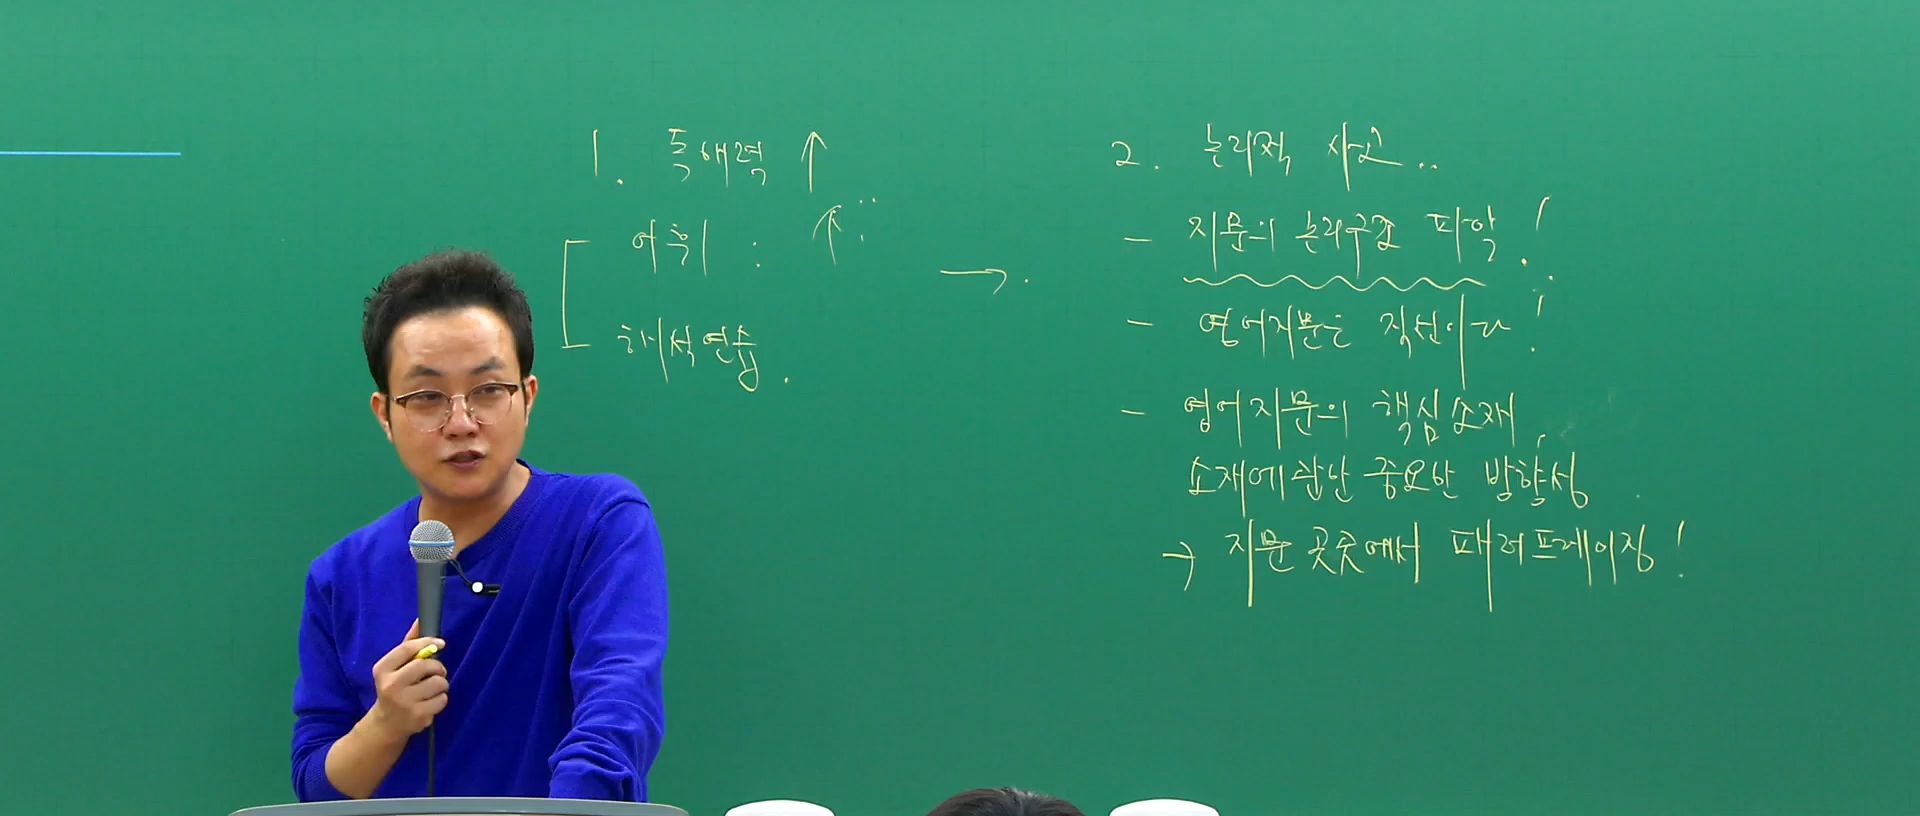 1. 독해력 ↑
어휘 : ↑
해석연습.
→.
2. 논리적 사고..
- 지문의 논리구조 파악!
- 영어지문은 직선이다!
- 영어지문의 핵심소재
소재에 관한 중요한 방향성
→ 지문 곳곳에서 패러프레이징!